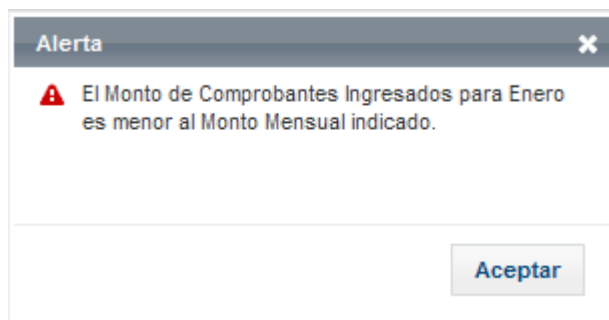 Alerta
El Monto de Comprobantes Ingresados para Enero
es menor al Monto Mensual indicado.
Aceptar